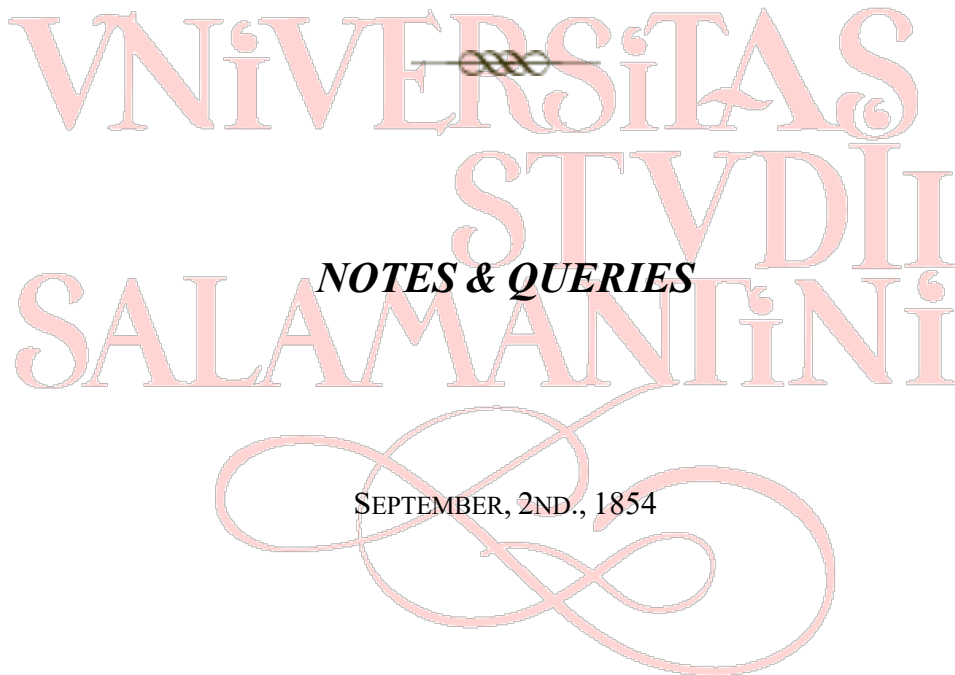 VNiVERSiTAS
STVDII
NOTES & QUERIES
SALAMANTiNi
SEPTEMBER, 2ND., 1854